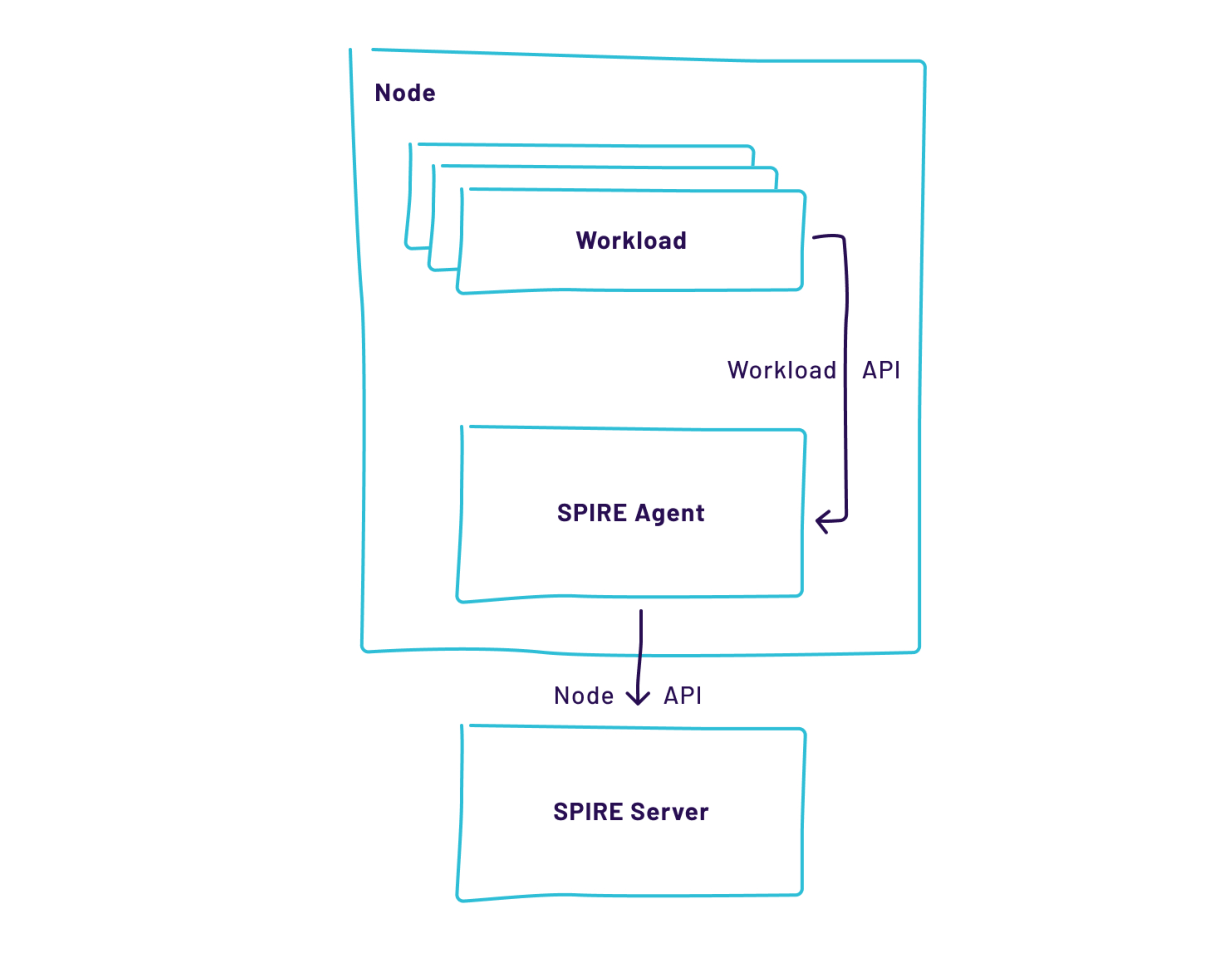 Node
Workload
Workload API
SPIRE Agent
Node API
SPIRE Server